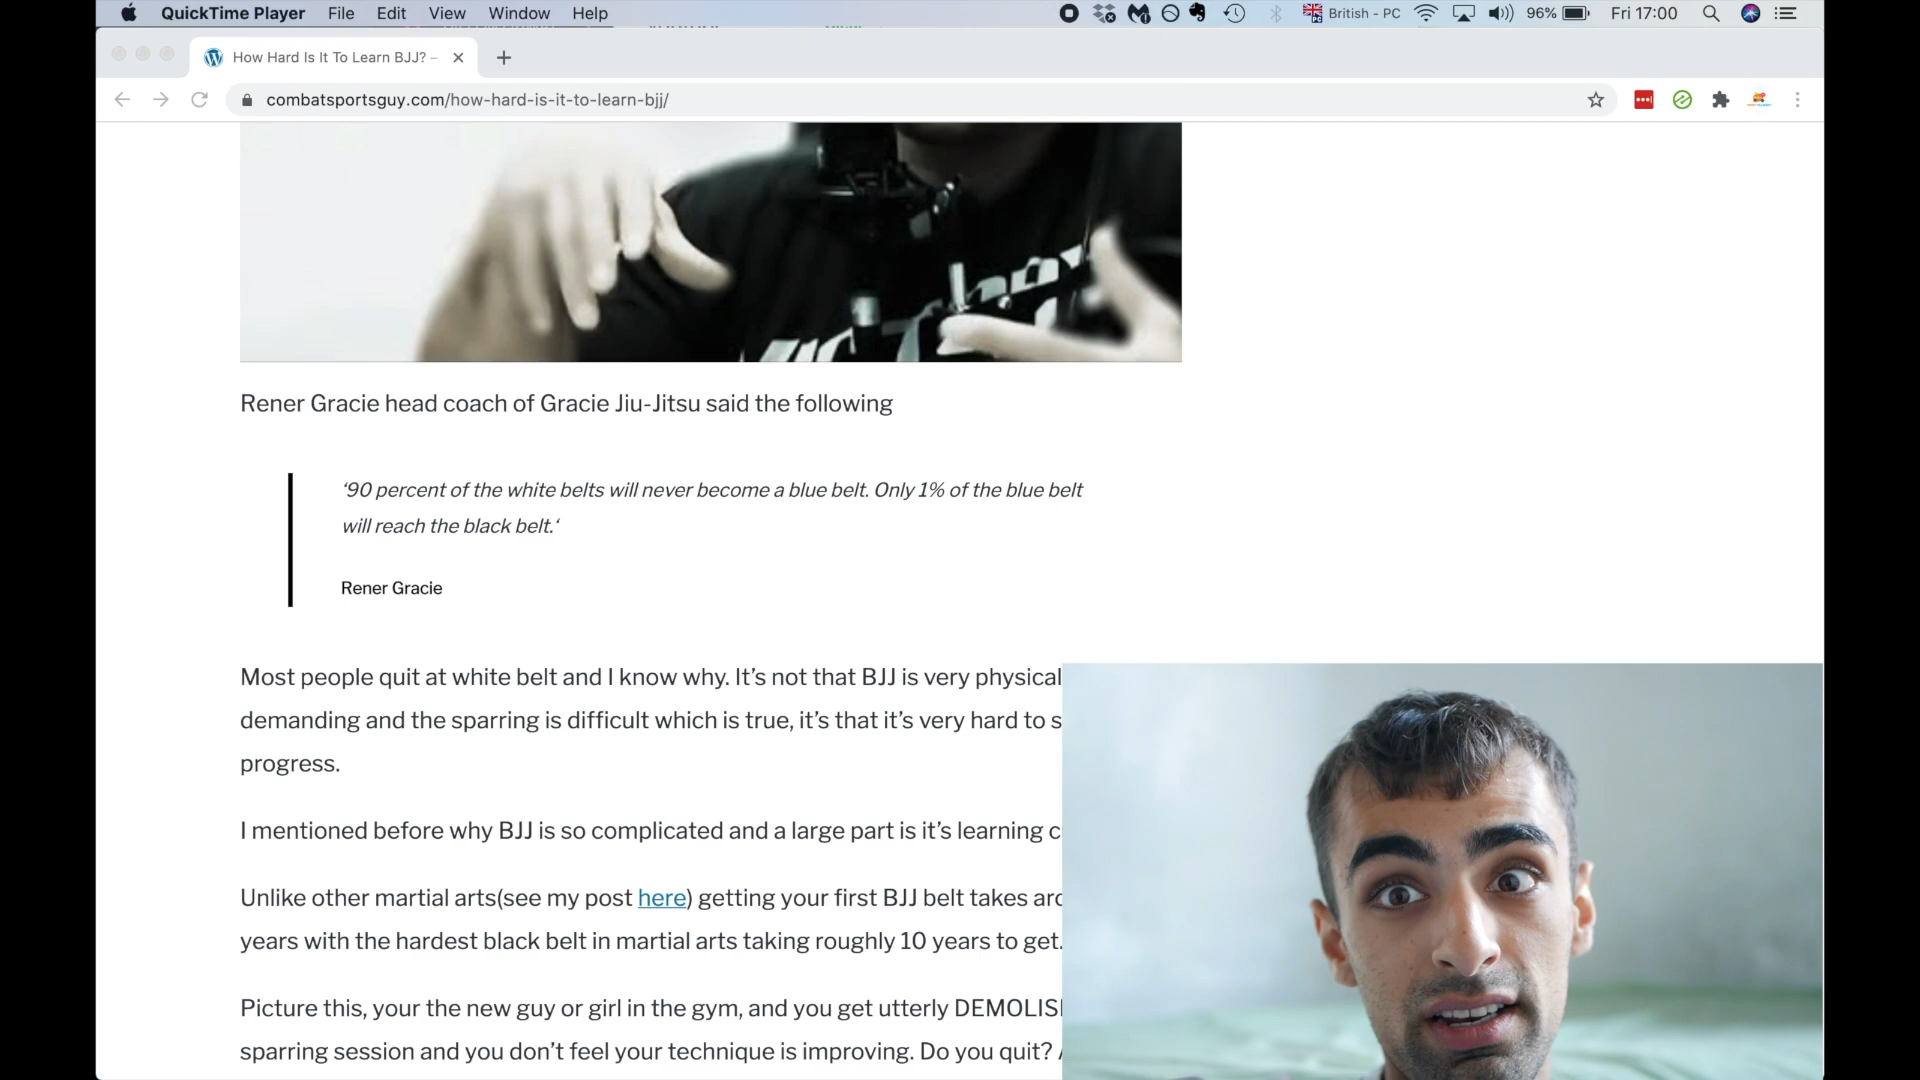 QuickTime Player File Edit View Window Help British - PC 96% Fri 17:00
How Hard Is It To Learn BJJ? –
combatsportsguy.com/how-hard-is-it-to-learn-bjj/
Rener Gracie head coach of Gracie Jiu-Jitsu said the following
‘90 percent of the white belts will never become a blue belt. Only 1% of the blue belt
will reach the black belt.‘
Rener Gracie
Most people quit at white belt and I know why. It’s not that BJJ is very physical
demanding and the sparring is difficult which is true, it’s that it’s very hard to s
progress.
I mentioned before why BJJ is so complicated and a large part is it’s learning c
Unlike other martial arts(see my post here) getting your first BJJ belt takes arc
years with the hardest black belt in martial arts taking roughly 10 years to get.
Picture this, your the new guy or girl in the gym, and you get utterly DEMOLIS
sparring session and you don’t feel your technique is improving. Do you quit?